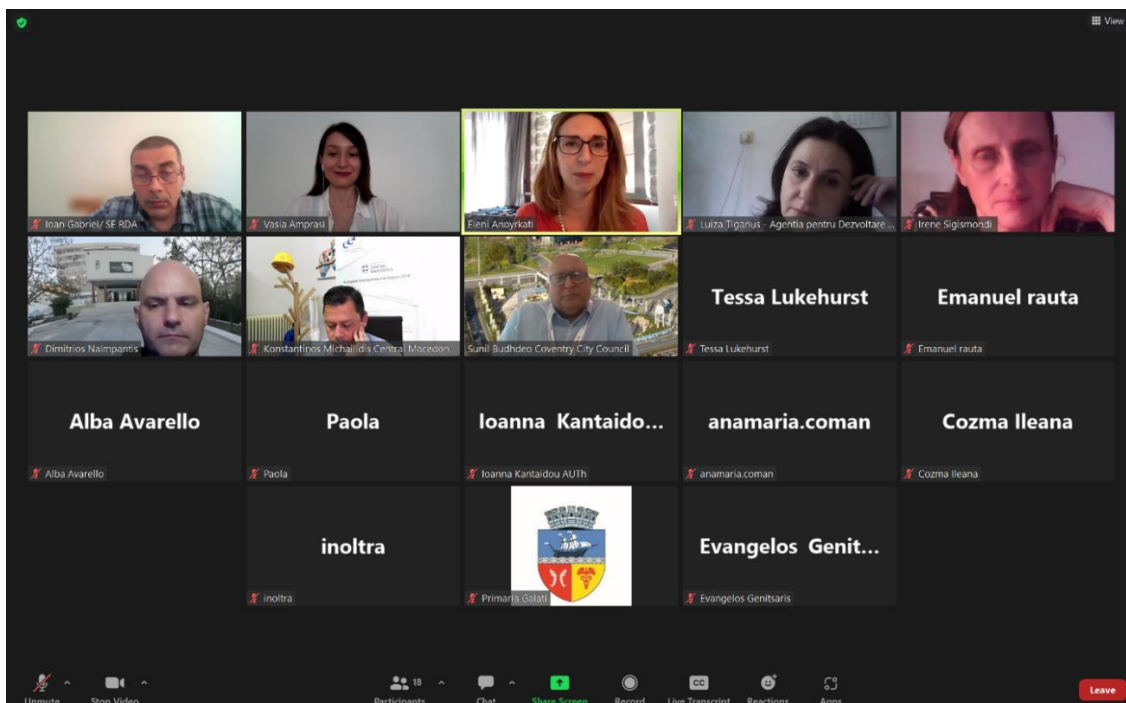 View
Ioan Gabriel/ SE RDA
Vasia Amprasi
Eleni Anoyrkati
Luiza Tiganus - Agentia pentru Dezvoltare ...
Irene Sigismondi
Dimitrios Naimpantis
Konstantinos Michailidis Central Macedon
Sunil Budhdeo Coventry City Council
Tessa Lukehurst
Tessa Lukehurst
Emanuel rauta
Emanuel rauta
Alba Avarello
Alba Avarello
Paola
Paola
Ioanna Kantaido...
Ioanna Kantaidou AUTh
anamaria.coman
anamaria.coman
Cozma Ileana
Cozma Ileana
inoltra
inoltra
Primaria Galati
Evangelos Genit...
Evangelos Genitsaris
Unmute
Stop Video
18
Participants
Chat
Share Screen
Record
CC
Live Transcript
Reactions
Apps
Leave